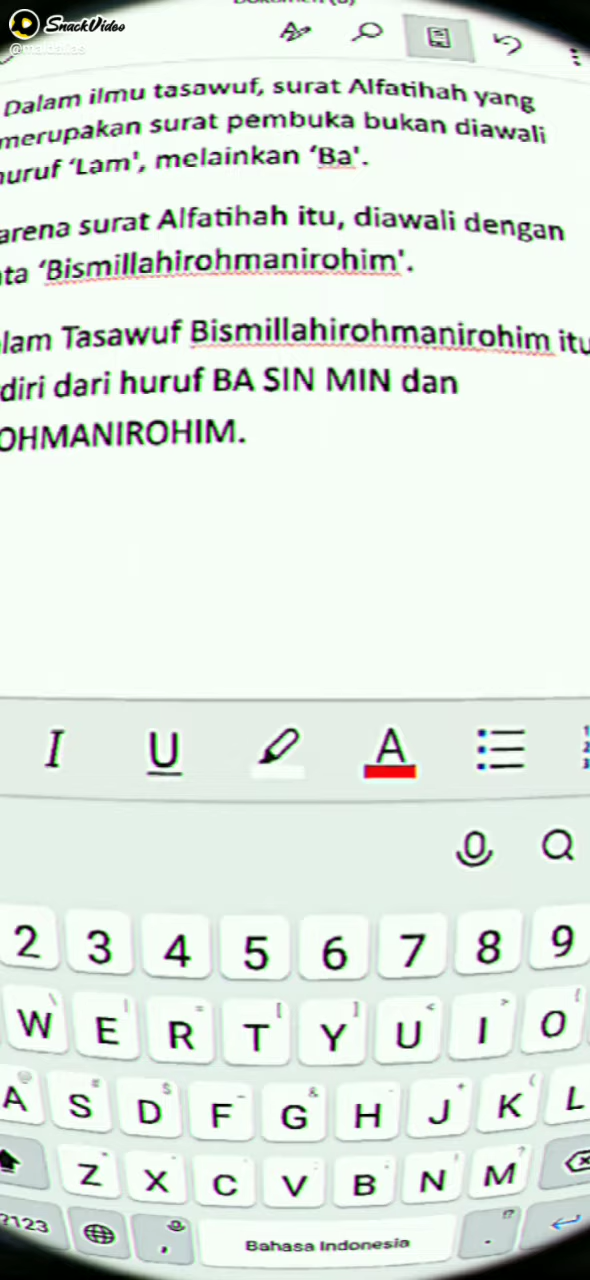 SnackVideo
Dalam ilmu tasawuf, surat Alfatihah yang
merupakan surat pembuka bukan diawali
huruf 'Lam', melainkan 'Ba'.
arena surat Alfatihah itu, diawali dengan
ata 'Bismillahirohmanirohim'.
lam Tasawuf Bismillahirohmanirohim itu
diri dari huruf BA SIN MIN dan
OHMANIROHIM.
I U A
2 3 4 5 6 7 8 9
W E R T Y U I O
A S D F G H J K L
Z X C V B N M
?123 , Bahasa Indonesia .